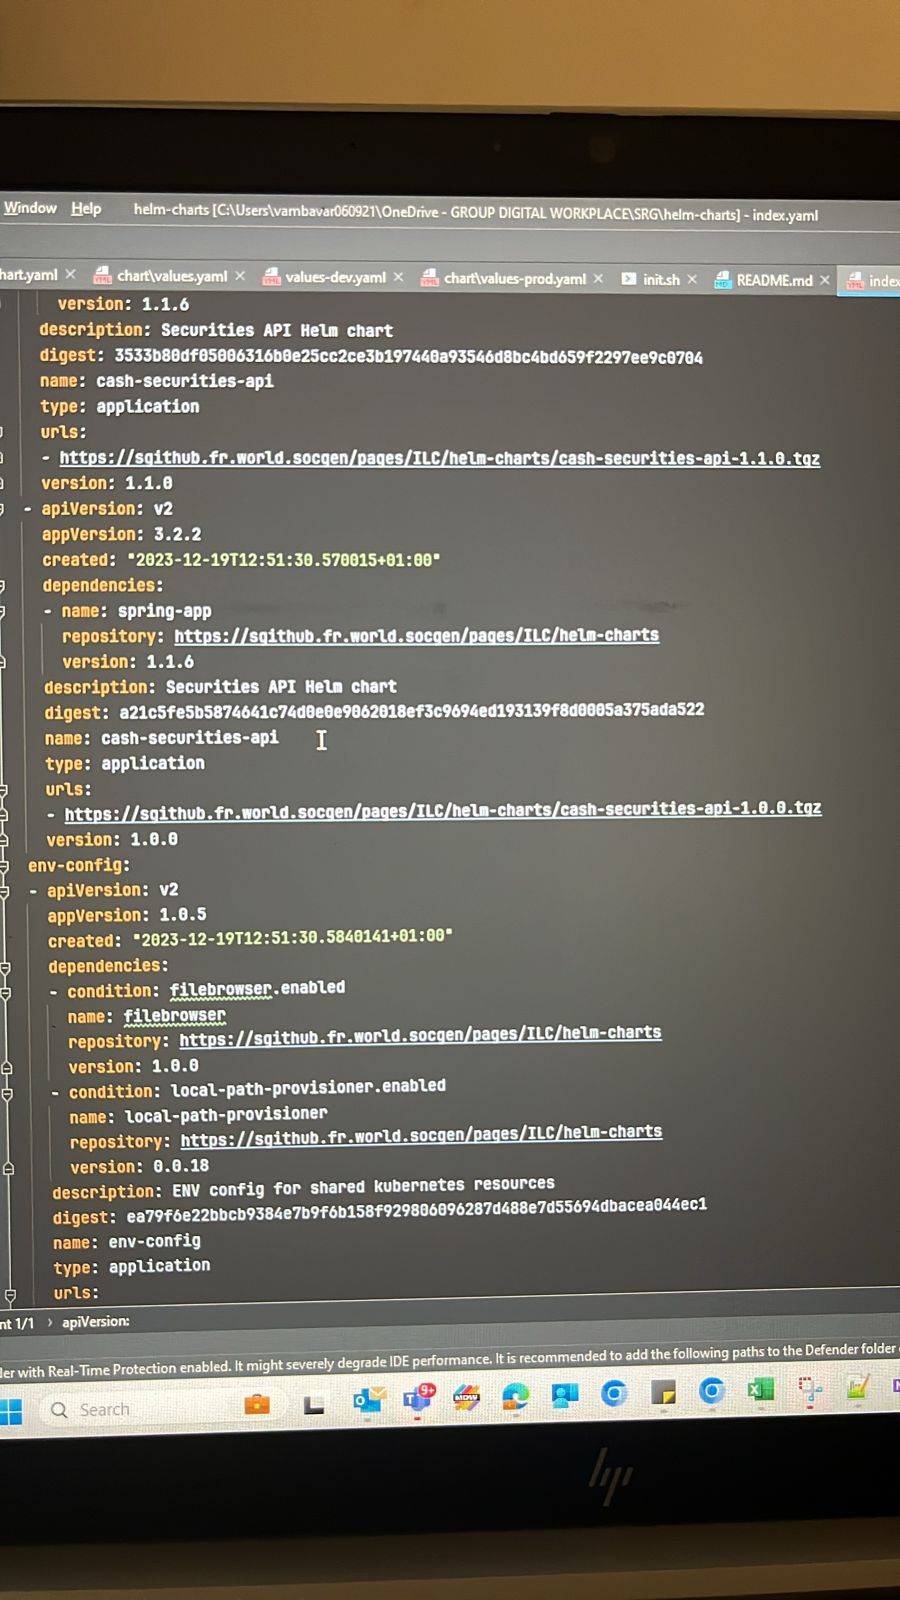 Window Help helm-charts [C:\Users\vambavar060921\OneDrive - GROUP DIGITAL WORKPLACE\SRG\helm-charts] - index.yaml
hart.yaml chart\values.yaml values-dev.yaml chart\values-prod.yaml init.sh README.md index
version: 1.1.6
description: Securities API Helm chart
digest: 3533b80df05006316b0e25cc2ce3b197440a93546d8bc4bd659f2297ee9c0704
name: cash-securities-api
type: application
urls:
- https://sgithub.fr.world.socgen/pages/ILC/helm-charts/cash-securities-api-1.1.0.tgz
version: 1.1.0
- apiVersion: v2
appVersion: 3.2.2
created: "2023-12-19T12:51:30.570015+01:00"
dependencies:
- name: spring-app
repository: https://sgithub.fr.world.socgen/pages/ILC/helm-charts
version: 1.1.6
description: Securities API Helm chart
digest: a21c5fe5b5874641c74d0e0e9062018ef3c9694ed193139f8d0005a375ada522
name: cash-securities-api
type: application
urls:
- https://sgithub.fr.world.socgen/pages/ILC/helm-charts/cash-securities-api-1.0.0.tgz
version: 1.0.0
env-config:
- apiVersion: v2
appVersion: 1.0.5
created: "2023-12-19T12:51:30.5840141+01:00"
dependencies:
- condition: filebrowser.enabled
name: filebrowser
repository: https://sgithub.fr.world.socgen/pages/ILC/helm-charts
version: 1.0.0
- condition: local-path-provisioner.enabled
name: local-path-provisioner
repository: https://sgithub.fr.world.socgen/pages/ILC/helm-charts
version: 0.0.18
description: ENV config for shared kubernetes resources
digest: ea79f6e22bbcb9384e7b9f6b158f929806096287d488e7d55694dbacea044ec1
name: env-config
type: application
urls:
nt 1/1 › apiVersion:
der with Real-Time Protection enabled. It might severely degrade IDE performance. It is recommended to add the following paths to the Defender folder
Search 9+ MDW
hp